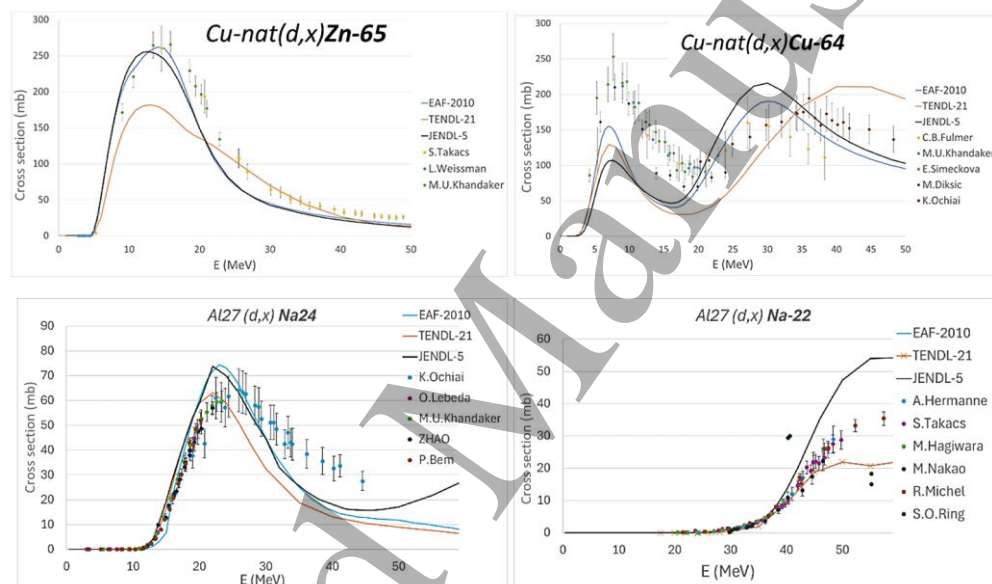 Cu-nat(d,x)Zn-65
300
250
200
150
100
50
0
0 10 20 30 40 50
Cross section (mb)
E (MeV)
EAF-2010
TENDL-21
JENDL-5
S.Takacs
L.Weissman
M.U.Khandaker
Cu-nat(d,x)Cu-64
300
250
200
150
100
50
0
0 5 10 15 20 25 30 35 40 45 50
Cross section (mb)
E (MeV)
EAF-2010
TENDL-21
JENDL-5
C.B.Fulmer
M.U.Khandaker
E.Simeckova
M.Diksic
K.Ochiai
Al27 (d,x) Na24
90
80
70
60
50
40
30
20
10
0
0 10 20 30 40 50
Cross section (mb)
E (MeV)
EAF-2010
TENDL-21
JENDL-5
K.Ochiai
O.Lebeda
M.U.Khandaker
ZHAO
P.Bem
Al27 (d,x) Na-22
60
50
40
30
20
10
0
0 10 20 30 40 50
Cross section (mb)
E (MeV)
EAF-2010
TENDL-21
JENDL-5
A.Hermanne
S.Takacs
M.Hagiwara
M.Nakao
R.Michel
S.O.Ring
d Manus